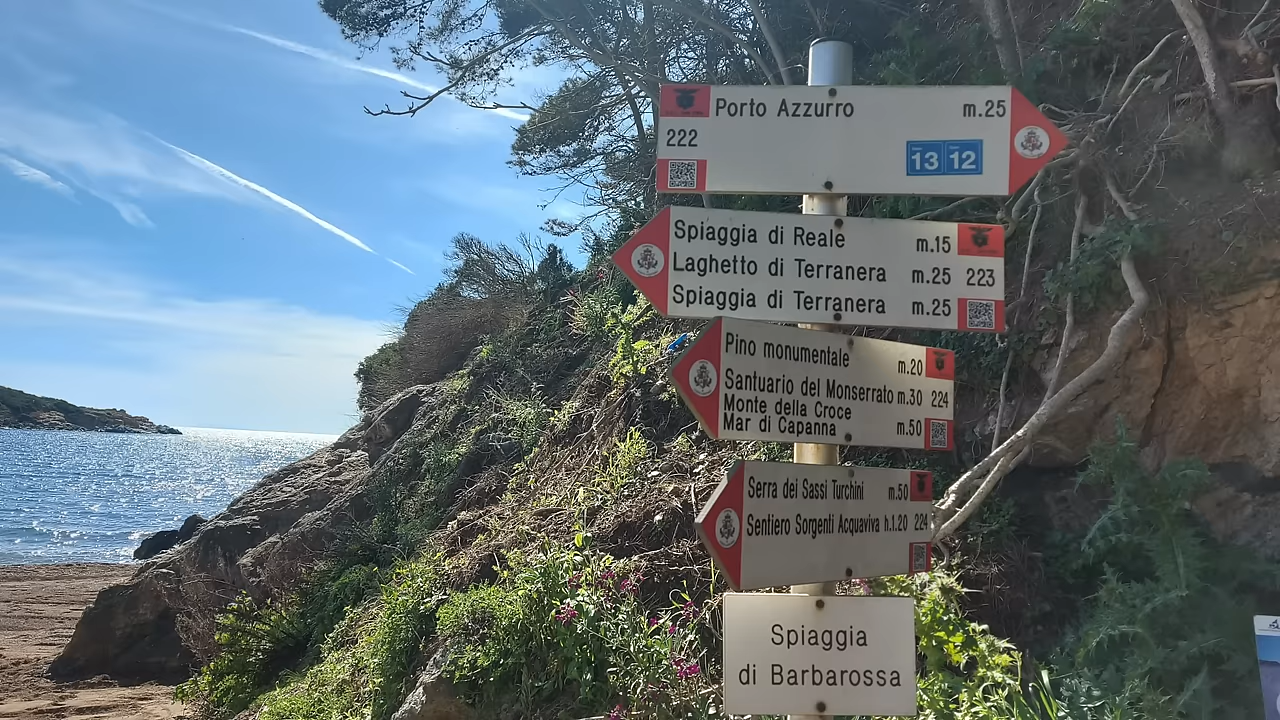 Porto Azzurro m.25
222
13 12
Spiaggia di Reale m.15
Laghetto di Terranera m.25 223
Spiaggia di Terranera m.25
Pino monumentale m.20
Santuario del Monserrato m.30 224
Monte della Croce
Mar di Capanna m.50
Serra dei Sassi Turchini m.50
Sentiero Sorgenti Acquaviva h.1.20 224
Spiaggia
di Barbarossa